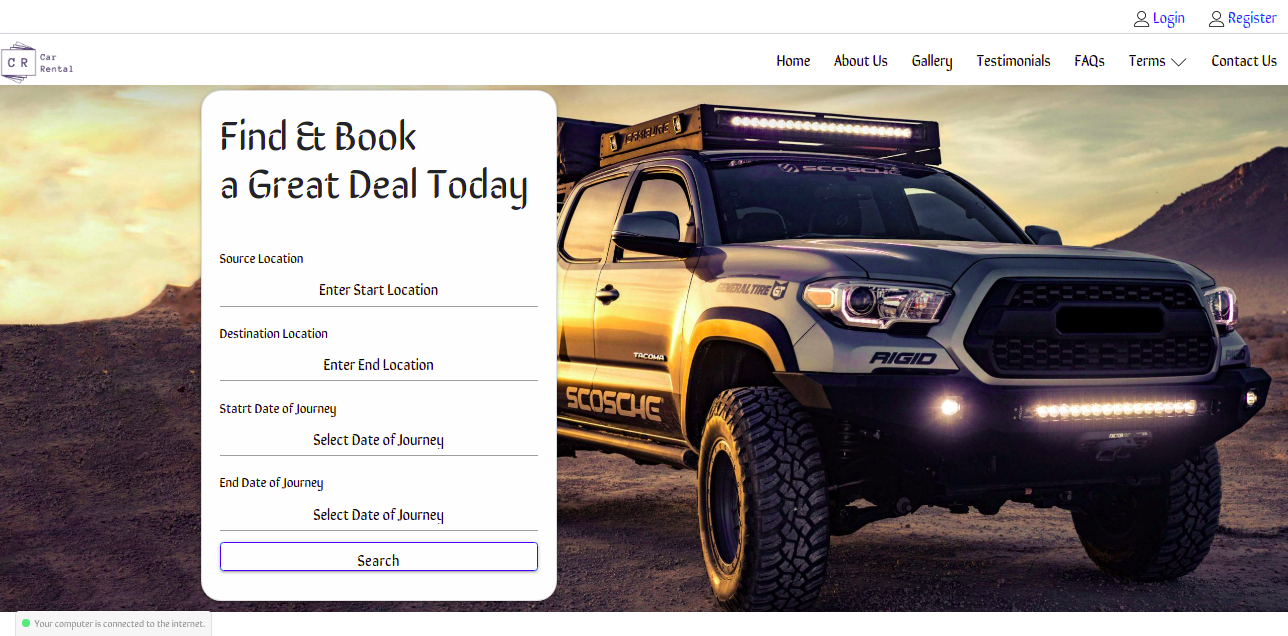 Login Register
C R Car
Rental
Home About Us Gallery Testimonials FAQs Terms Contact Us
Find & Book
a Great Deal Today
Source Location
Enter Start Location
Destination Location
Enter End Location
Statrt Date of Journey
Select Date of Journey
End Date of Journey
Select Date of Journey
Search
SCOSCHE
GENERAL TIRE
TACOMA
RIGID
RIGID
SCOSCHE
Your computer is connected to the internet.